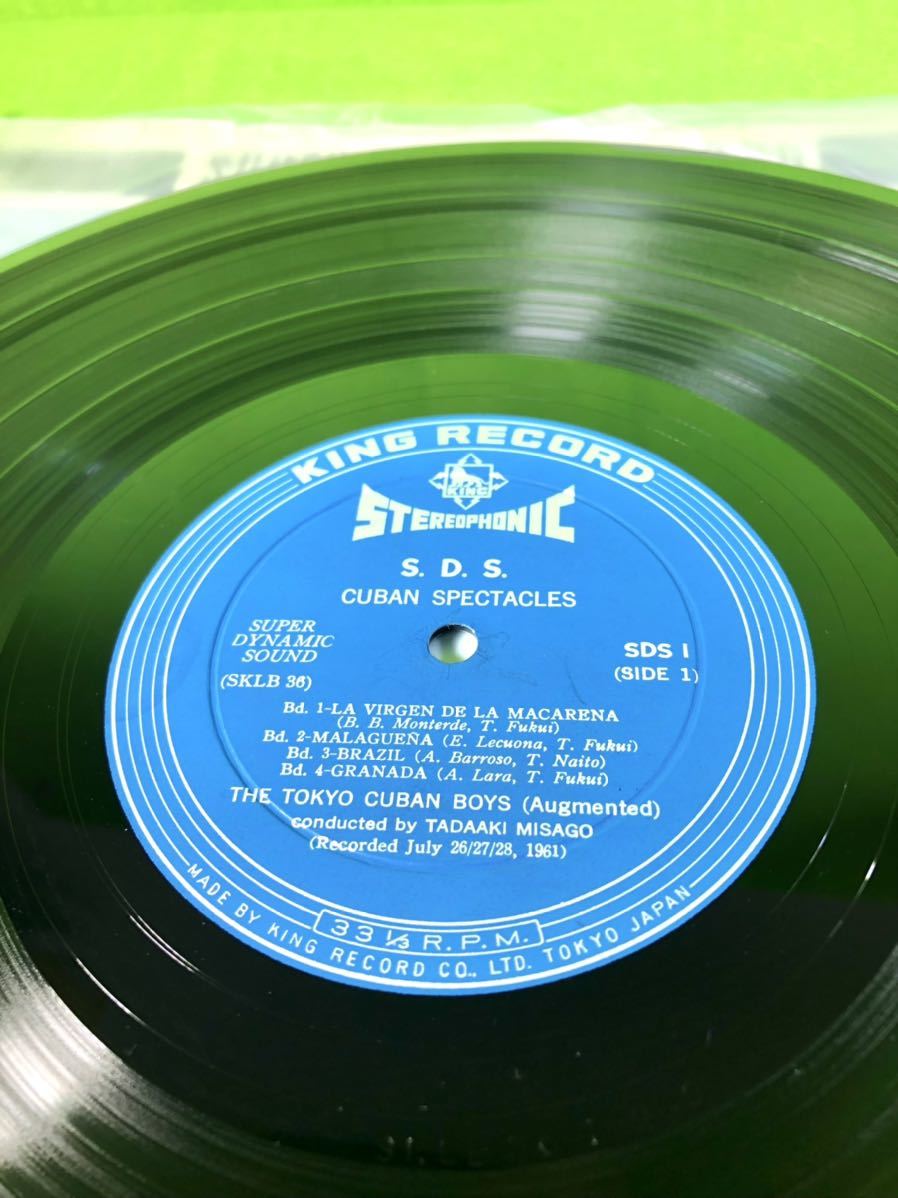 KING RECORD
KING
STEREOPHONIC
S. D. S.
CUBAN SPECTACLES
SUPER
DYNAMIC
SOUND
(SKLB 36)
SDS 1
(SIDE 1)
Bd. 1-LA VIRGEN DE LA MACARENA
(B. B. Monterde, T. Fukui)
Bd. 2-MALAGUEÑA (E. Lecuona, T. Fukui)
Bd. 3-BRAZIL (A. Barroso, T. Naito)
Bd. 4-GRANADA (A. Lara, T. Fukui)
THE TOKYO CUBAN BOYS (Augmented)
conducted by TADAAKI MISAGO
(Recorded July 26/27/28, 1961)
33 1/3 R.P.M.
MADE BY KING RECORD CO., LTD. TOKYO JAPAN